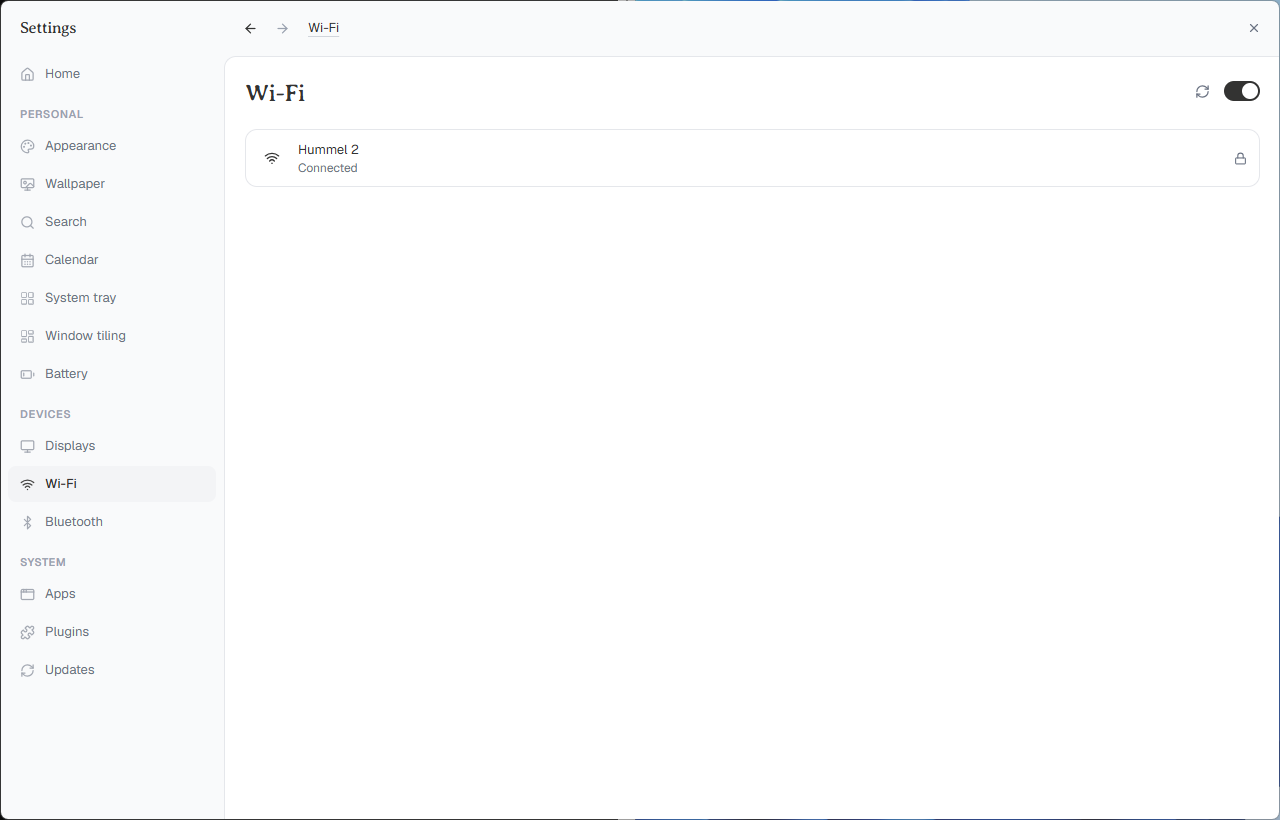 Settings
Wi-Fi
Home
PERSONAL
Appearance
Wallpaper
Search
Calendar
System tray
Window tiling
Battery
DEVICES
Displays
Wi-Fi
Bluetooth
SYSTEM
Apps
Plugins
Updates
Wi-Fi
Hummel 2
Connected